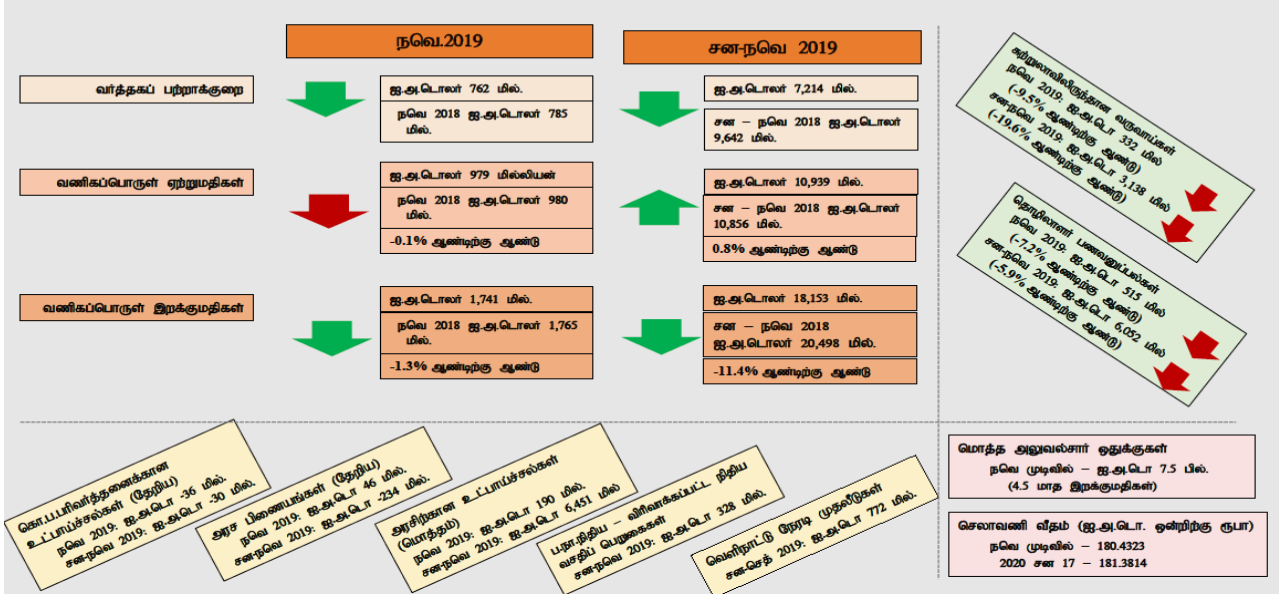 நவெ.2019
சன-நவெ 2019
வர்த்தகப் பற்றாக்குறை
ஐ.அ.டொலர் 762 மில்.
நவெ 2018 ஐ.அ.டொலர் 785
மில்.
ஐ.அ.டொலர் 7,214 மில்.
சன – நவெ 2018 ஐ.அ.டொலர்
9,642 மில்.
வணிகப்பொருள் ஏற்றுமதிகள்
ஐ.அ.டொலர் 979 மில்லியன்
நவெ 2018 ஐ.அ.டொலர் 980
மில்.
-0.1% ஆண்டிற்கு ஆண்டு
ஐ.அ.டொலர் 10,939 மில்.
சன – நவெ 2018 ஐ.அ.டொலர்
10,856 மில்.
0.8% ஆண்டிற்கு ஆண்டு
வணிகப்பொருள் இறக்குமதிகள்
ஐ.அ.டொலர் 1,741 மில்.
நவெ 2018 ஐ.அ.டொலர் 1,765
மில்.
-1.3% ஆண்டிற்கு ஆண்டு
ஐ.அ.டொலர் 18,153 மில்.
சன – நவெ 2018
ஐ.அ.டொலர் 20,498 மில்.
-11.4% ஆண்டிற்கு ஆண்டு
சுற்றுலாவிலிருந்தான வருவாய்கள்
நவெ 2019: ஐ.அ.டொ 332 மில்
(-9.5% ஆண்டிற்கு ஆண்டு)
சன-நவெ 2019: ஐ.அ.டொ 3,138 மில்
(-19.6% ஆண்டிற்கு ஆண்டு)
தொழிலாளர் பணவனுப்பல்கள்
நவெ 2019: ஐ.அ.டொ 515 மில்
(-7.2% ஆண்டிற்கு ஆண்டு)
சன-நவெ 2019: ஐ.அ.டொ 6,052 மில்
(-5.9% ஆண்டிற்கு ஆண்டு)
கொ.ப.பரிவர்த்தனைக்கான
உட்பாய்ச்சல்கள் (தேறிய)
நவெ 2019: ஐ.அ.டொ -36 மில்.
சன-நவெ 2019: ஐ.அ.டொ -30 மில்.
அரச பிணையங்கள் (தேறிய)
நவெ 2019: ஐ.அ.டொ 46 மில்.
சன-நவெ 2019: ஐ.அ.டொ -234 மில்.
அரசிற்கான உட்பாய்ச்சல்கள்
(மொத்தம்)
நவெ 2019: ஐ.அ.டொ 190 மில்.
சன-நவெ 2019: ஐ.அ.டொ 6,451 மில்
ப.நா.நிதிய – விரிவாக்கப்பட்ட நிதிய
வசதிப் பெறுகைகள்
சன-நவெ 2019: ஐ.அ.டொ 328 மில்.
வெளிநாட்டு நேரடி முதலீடுகள்
சன-செத் 2019: ஐ.அ.டொ 772 மில்.
மொத்த அலுவல்சார் ஒதுக்குகள்
நவெ முடிவில் – ஐ.அ.டொ 7.5 பில்.
(4.5 மாத இறக்குமதிகள்)
செலாவணி வீதம் (ஐ.அ.டொ. ஒன்றிற்கு ரூபா)
நவெ முடிவில் – 180.4323
2020 சன 17 – 181.3814